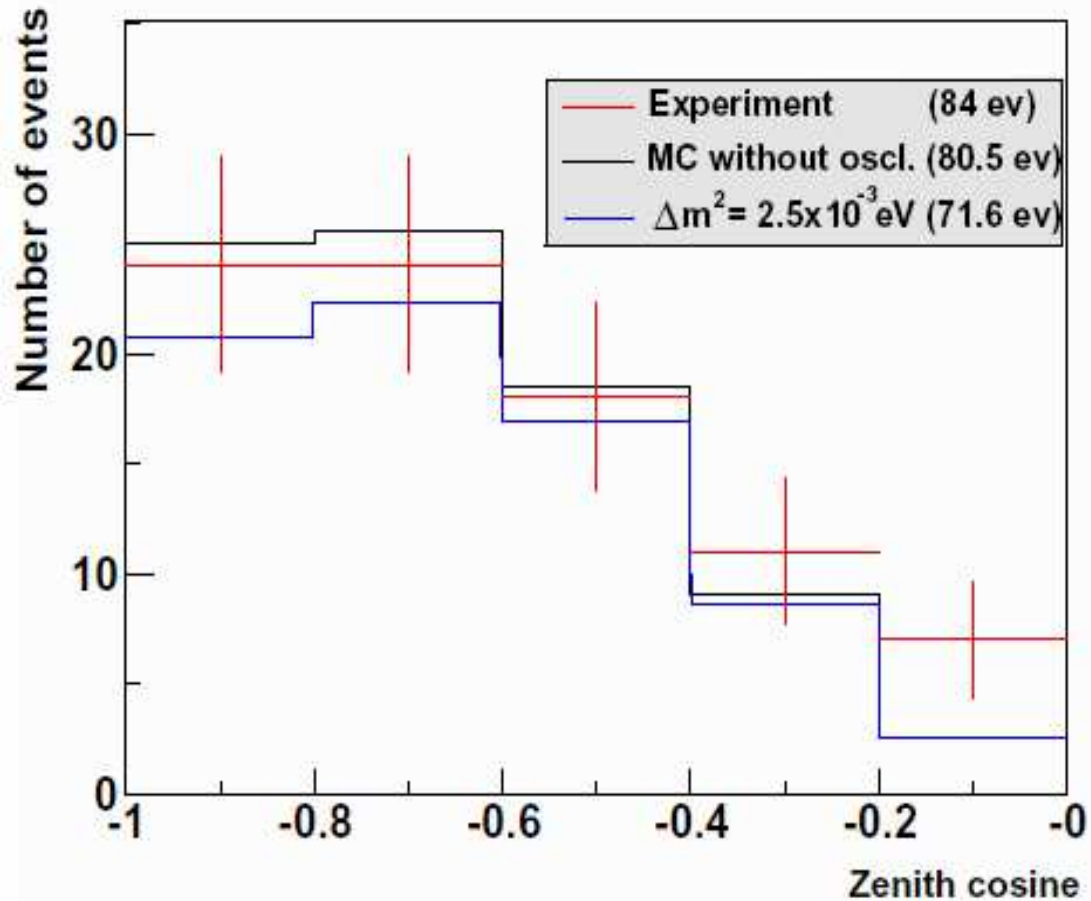 Number of events
30
20
10
0
Experiment (84 ev)
MC without oscl. (80.5 ev)
Δm²= 2.5x10⁻³eV (71.6 ev)
-1 -0.8 -0.6 -0.4 -0.2 -0
Zenith cosine